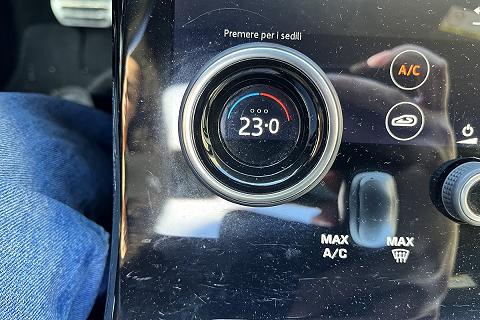 Premere per i sedili
A/C
23.0
MAX
A/C
MAX